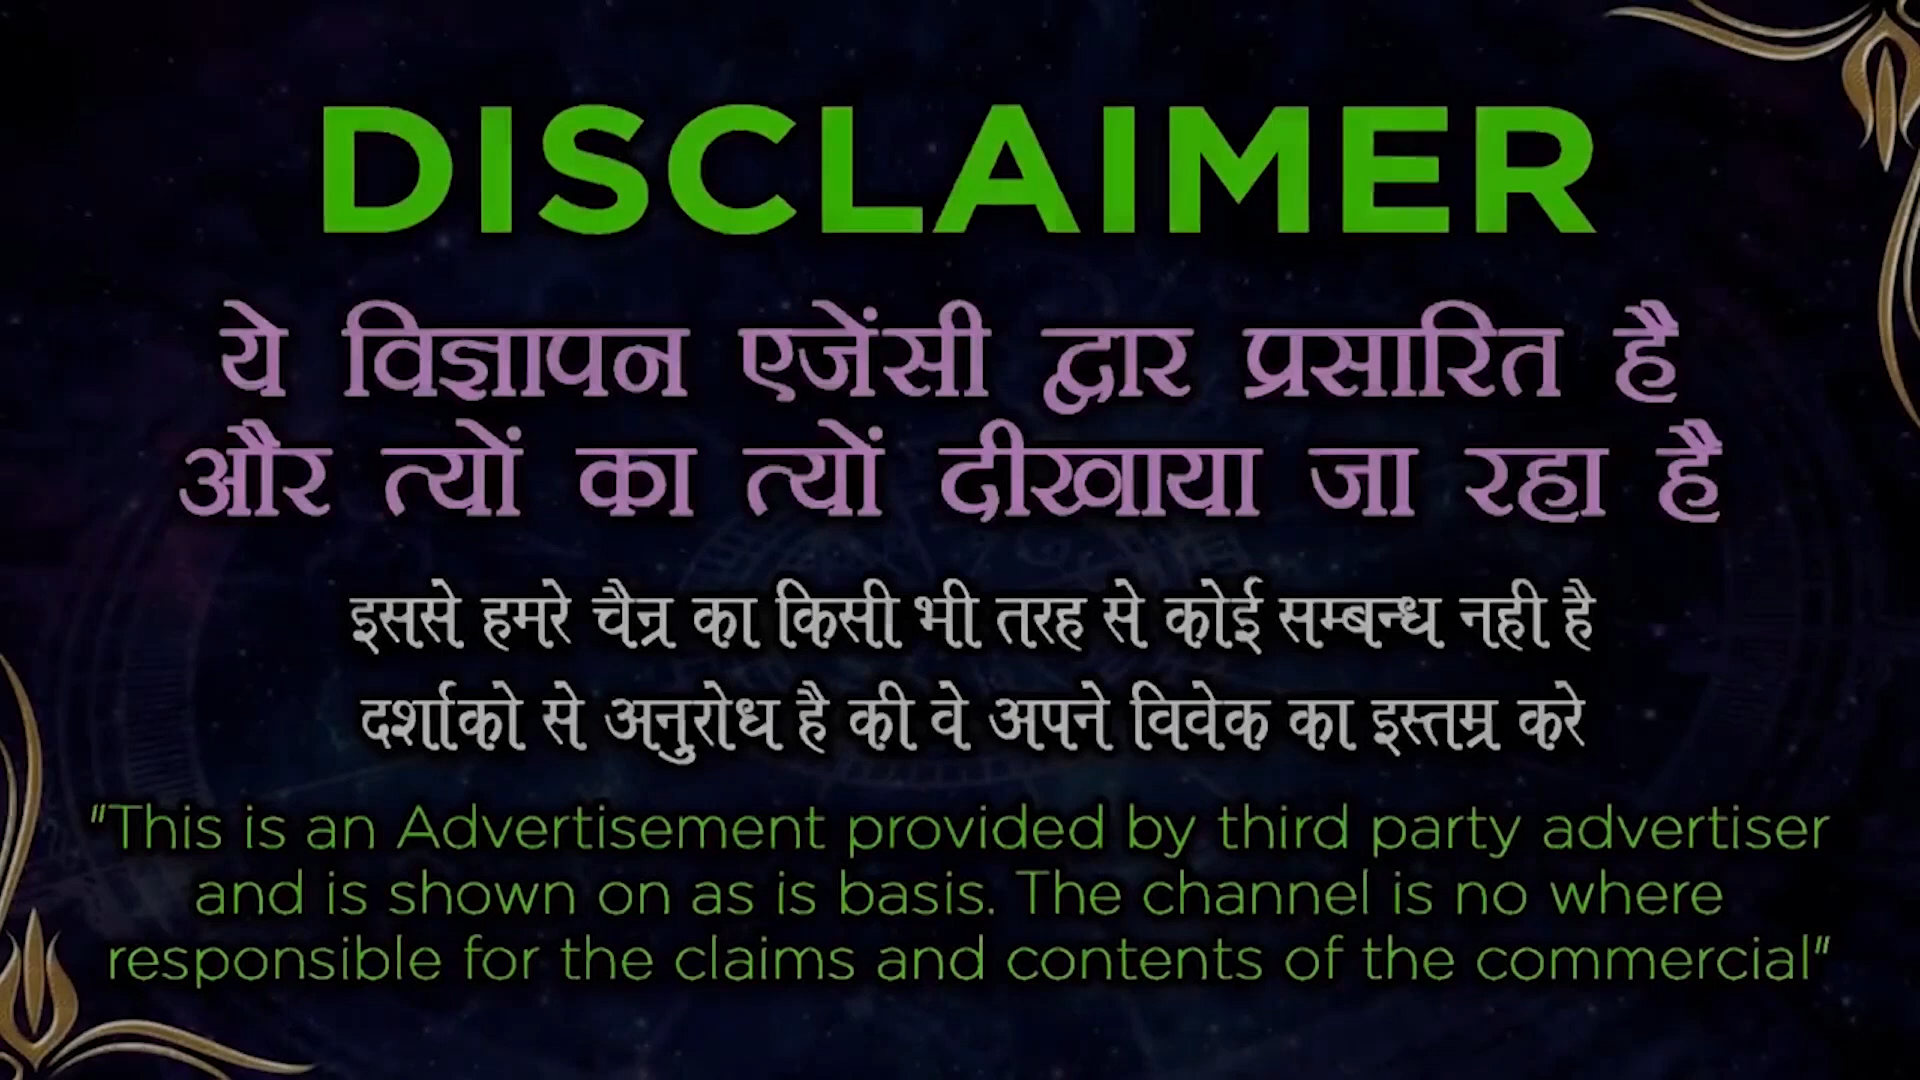 DISCLAIMER
ये विज्ञापन एजेंसी द्वार प्रसारित है
और त्यों का त्यों दीखाया जा रहा है
इससे हमरे चैन्र का किसी भी तरह से कोई सम्बन्ध नही है
दर्शाको से अनुरोध है की वे अपने विवेक का इस्तम्र करे
"This is an Advertisement provided by third party advertiser
and is shown on as is basis. The channel is no where
responsible for the claims and contents of the commercial"